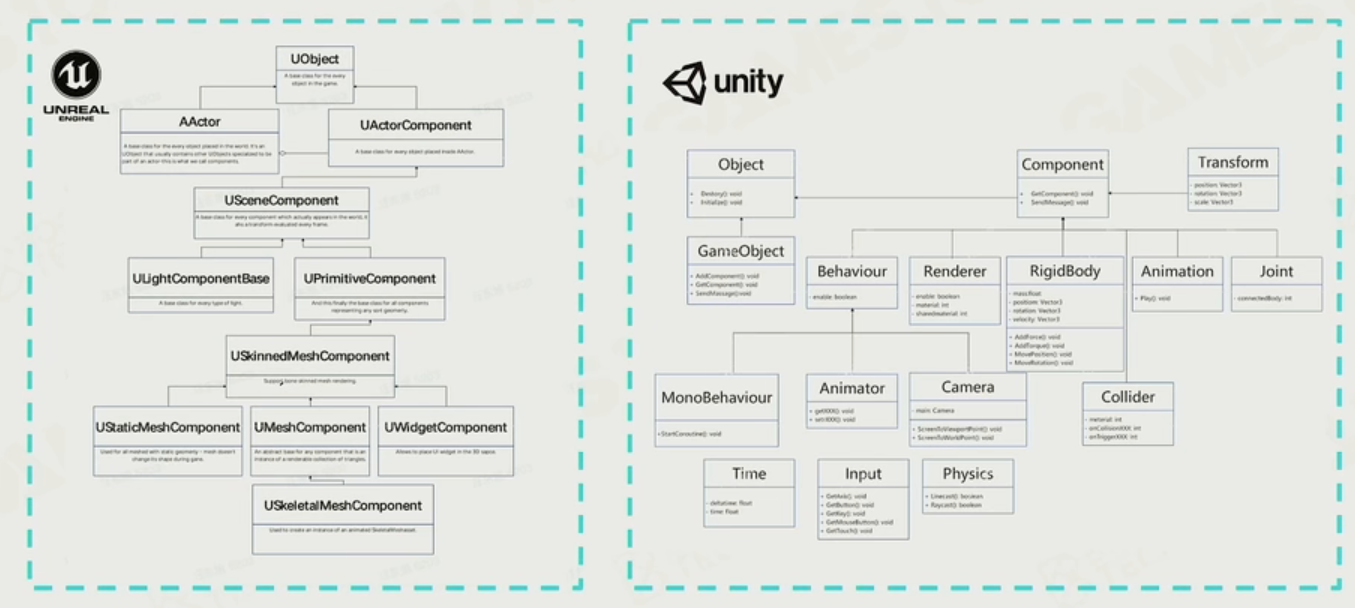 UNREAL
ENGINE
UObject
A base class for the every
object in the game.
AActor
A base class for the every object placed in the world. It's an
UObject that usually contains other UObjects specialized to be
part of an actor this is what we call components.
UActorComponent
A base class for every object placed inside AActor.
USceneComponent
A base class for every component which actually appears in the world, it
ahs a transform evaluated every frame.
ULightComponentBase
A base class for every type of light.
UPrimitiveComponent
And this finally the base class for all components
representing any sort geometry.
USkinnedMeshComponent
Support bone skinned mesh rendering.
UStaticMeshComponent
Used for all meshed with static geometry – mesh doesn't
change its shape during game.
UMeshComponent
An abstract base for any component that is an
instance of a renderable collection of triangles.
UWidgetComponent
Allows to place UI widget in the 3D sapce
USkeletalMeshComponent
Used to create an instance of an animated SkeletalMeshasset.
unity
Object
+ Destory(): void
+ Initialize(): void
Component
+ GetComponent(): void
+ SendMessage(): void
Transform
- position: Vector3
- rotation: Vector3
- scale: Vector3
GameObject
+ AddComponent(): void
+ GetComponent(): void
+ SendMassage():void
Behaviour
- enable: boolean
Renderer
- enable: boolean
- material: int
- sharedmaterial: int
RigidBody
- mass:float
- position: Vector3
- rotation: Vector3
- velocity: Vector3
+ AddForce(): void
+ AddTorque(): void
+ MovePosition(): void
+ MoveRotation(): void
Animation
+ Play(): void
Joint
- connectedBody: int
MonoBehaviour
+StartCoroutine(): void
Animator
+ getXXX(): void
+ setXXX(): void
Camera
- main: Camera
+ ScreenToViewportPoint(): void
+ ScreenToWorldPoint(): void
Collider
- meterial: int
- onCollisionXXX: int
- onTriggerXXX: int
Time
- deltatime: float
- time: float
Input
+ GetAxis(): void
+ GetButton(): void
+ GetKey(): void
+ GetMouseButton(): void
+ GetTouch(): void
Physics
+ Linecast(): boolean
+ Raycast(): boolean